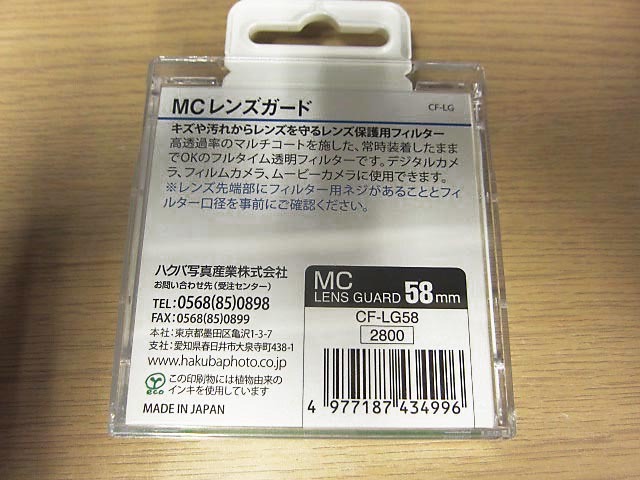 MC レンズガード
CF-LG
キズや汚れからレンズを守るレンズ保護用フィルター
高透過率のマルチコートを施した、常時装着したまま
でOKのフルタイム透明フィルターです。デジタルカメ
ラ、フィルムカメラ、ムービーカメラに使用できます。
※レンズ先端部にフィルター用ネジがあることとフィ
ルター口径を事前にご確認ください。
ハクバ写真産業株式会社
お問い合わせ先(受注センター)
TEL:0568(85)0898
FAX:0568(85)0899
本社:東京都墨田区亀沢1-3-7
支社:愛知県春日井市大泉寺町438-1
www.hakubaphoto.co.jp
eco
この印刷物には植物由来の
インキを使用しています
MADE IN JAPAN
MC
LENS GUARD 58mm
CF-LG58
2800
4 977187 434996